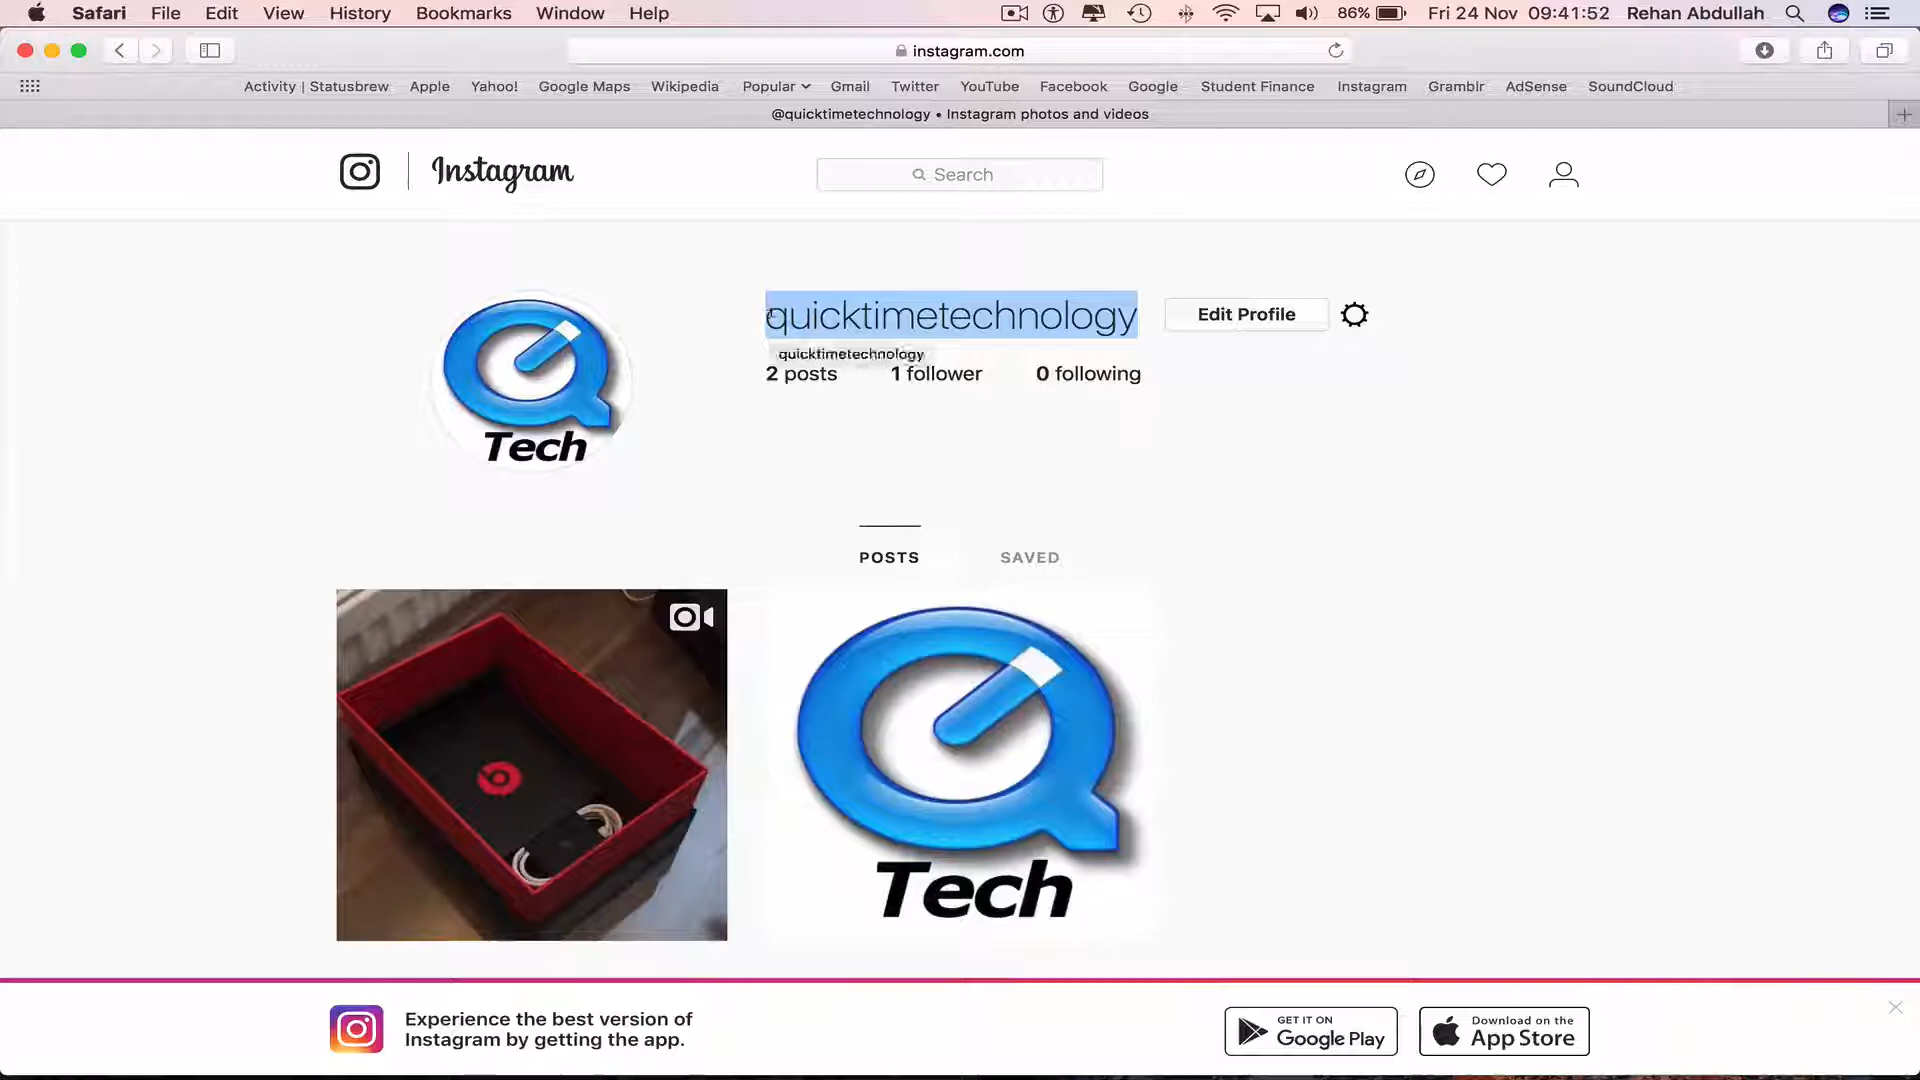 Safari File Edit View History Bookmarks Window Help 86% Fri 24 Nov 09:41:52 Rehan Abdullah
instagram.com
Activity | Statusbrew Apple Yahoo! Google Maps Wikipedia Popular Gmail Twitter YouTube Facebook Google Student Finance Instagram Gramblr AdSense SoundCloud
@quicktimetechnology • Instagram photos and videos
Instagram Search
quicktimetechnology Edit Profile
quicktimetechnology
2 posts 1 follower 0 following
Tech
POSTS SAVED
Tech
Experience the best version of
Instagram by getting the app.
GET IT ON
Google Play
Download on the
App Store